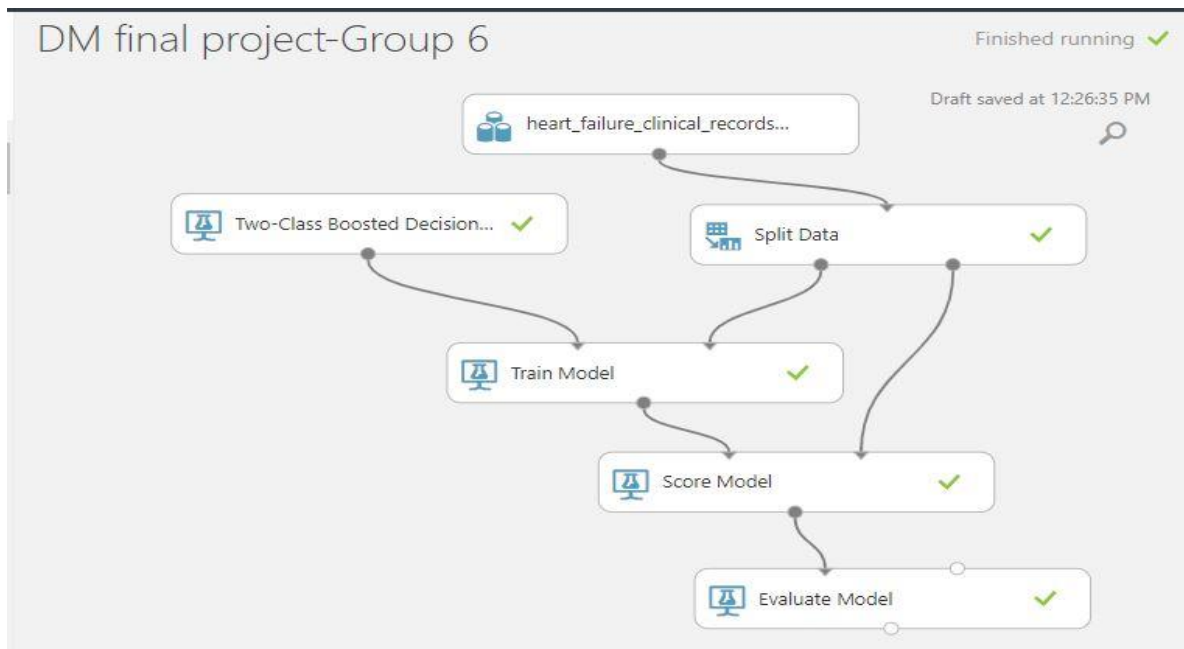 DM final project-Group 6
Finished running
Draft saved at 12:26:35 PM
heart_failure_clinical_records...
Two-Class Boosted Decision...
Split Data
Train Model
Score Model
Evaluate Model